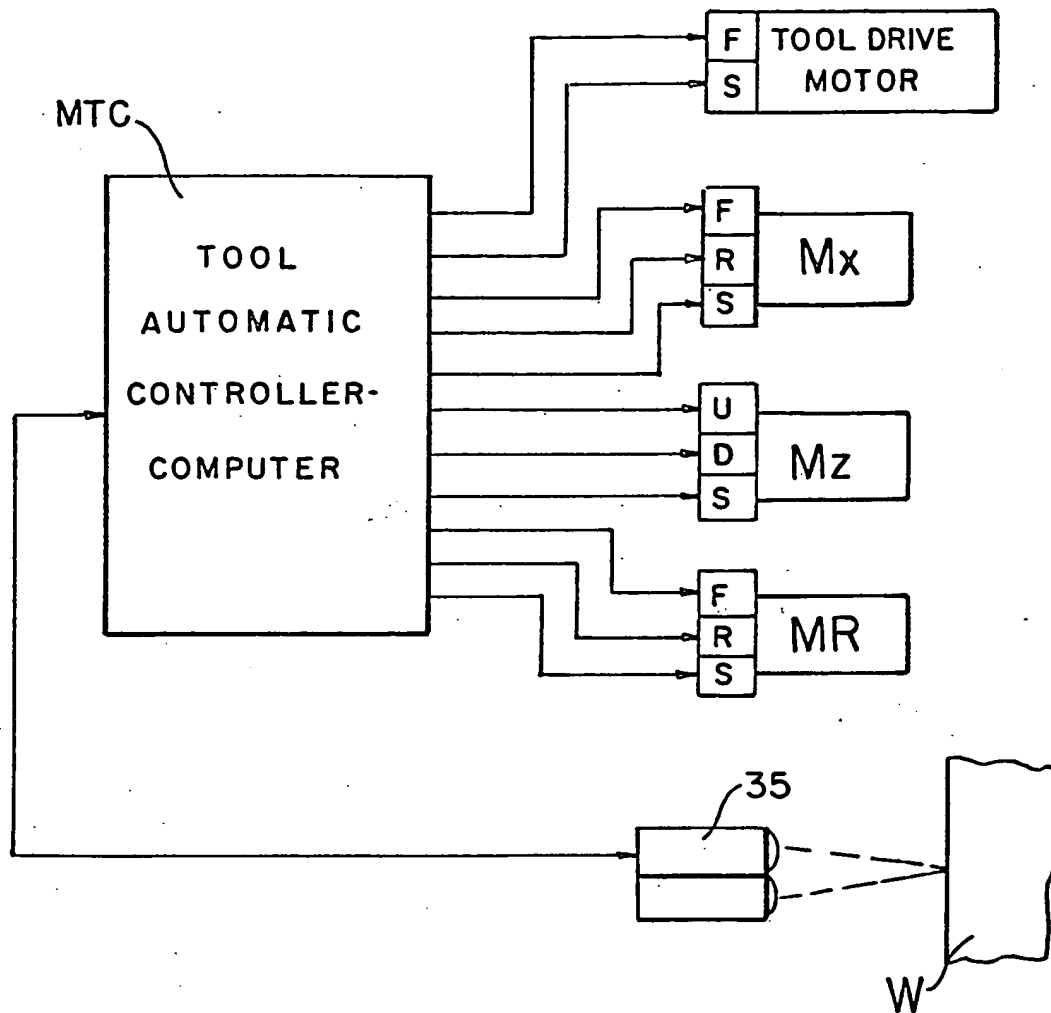 F TOOL DRIVE
S MOTOR
MTC
TOOL
AUTOMATIC
CONTROLLER-
COMPUTER
F
R
S
Mx
U
D
S
Mz
F
R
S
MR
35
W